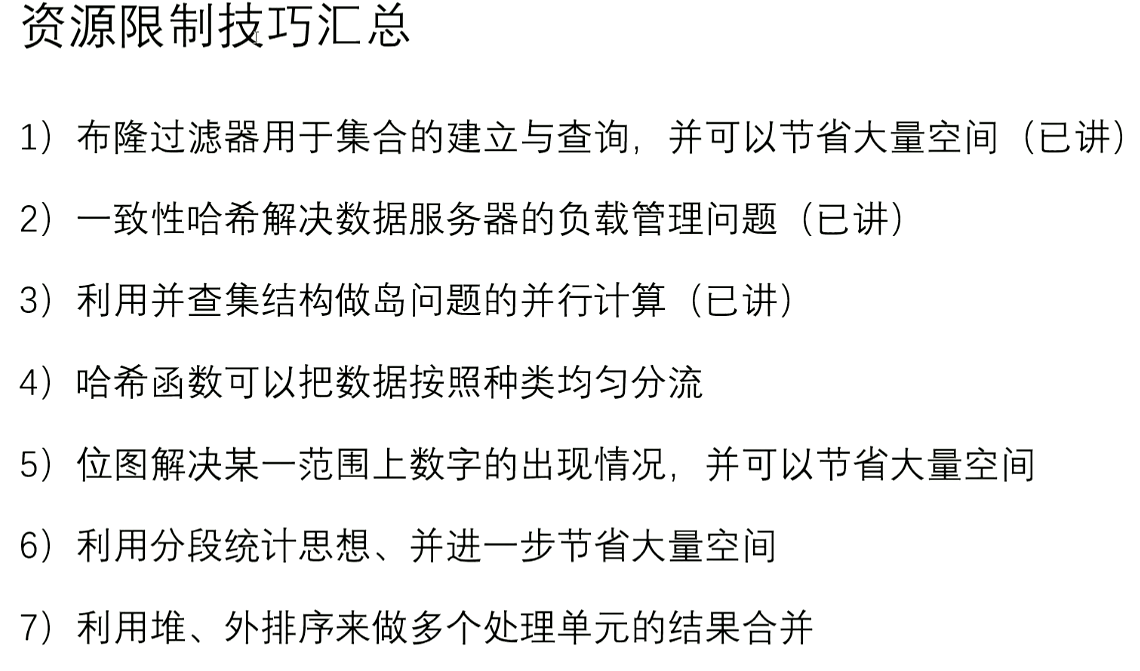 资源限制技巧汇总
1）布隆过滤器用于集合的建立与查询，并可以节省大量空间（已讲）
2）一致性哈希解决数据服务器的负载管理问题（已讲）
3）利用并查集结构做岛问题的并行计算（已讲）
4）哈希函数可以把数据按照种类均匀分流
5）位图解决某一范围上数字的出现情况，并可以节省大量空间
6）利用分段统计思想、并进一步节省大量空间
7）利用堆、外排序来做多个处理单元的结果合并